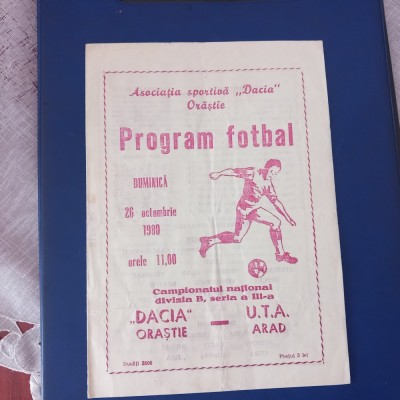 Asociația sportivă „Dacia"
Orăștie
Program fotbal
DUMINICĂ
26 octombrie
1980
orele 11,00
Campionatul național
divizia B, seria a III-a
„DACIA" — U.T.A.
ORĂȘTIE ARAD
Prețul 2 lei